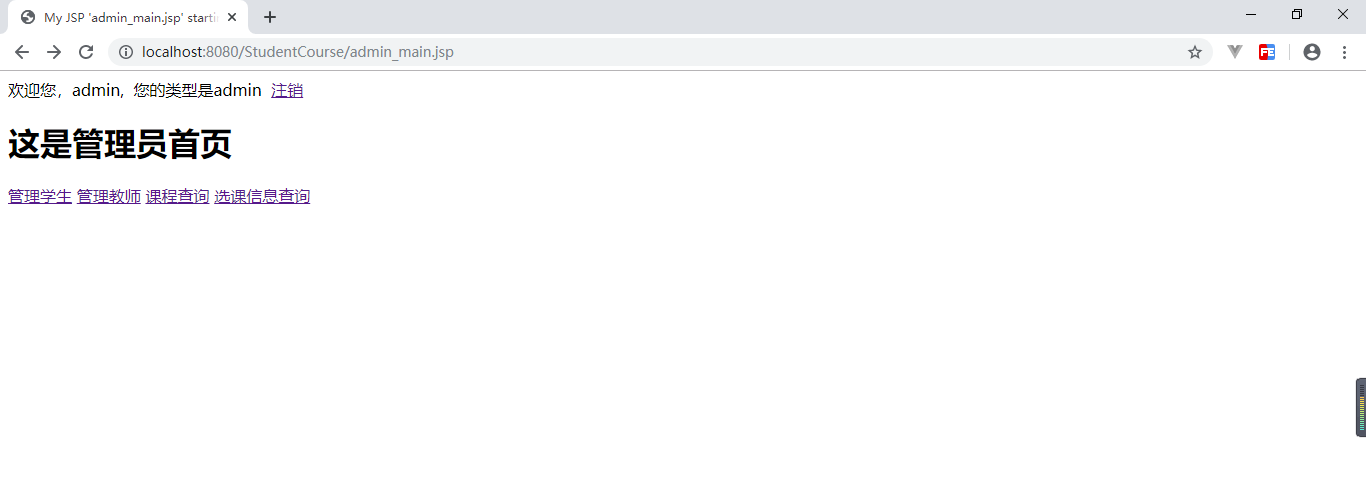 My JSP 'admin_main.jsp' starti
localhost:8080/StudentCourse/admin_main.jsp
FE
欢迎您，admin，您的类型是admin 注销
这是管理员首页
管理学生 管理教师 课程查询 选课信息查询